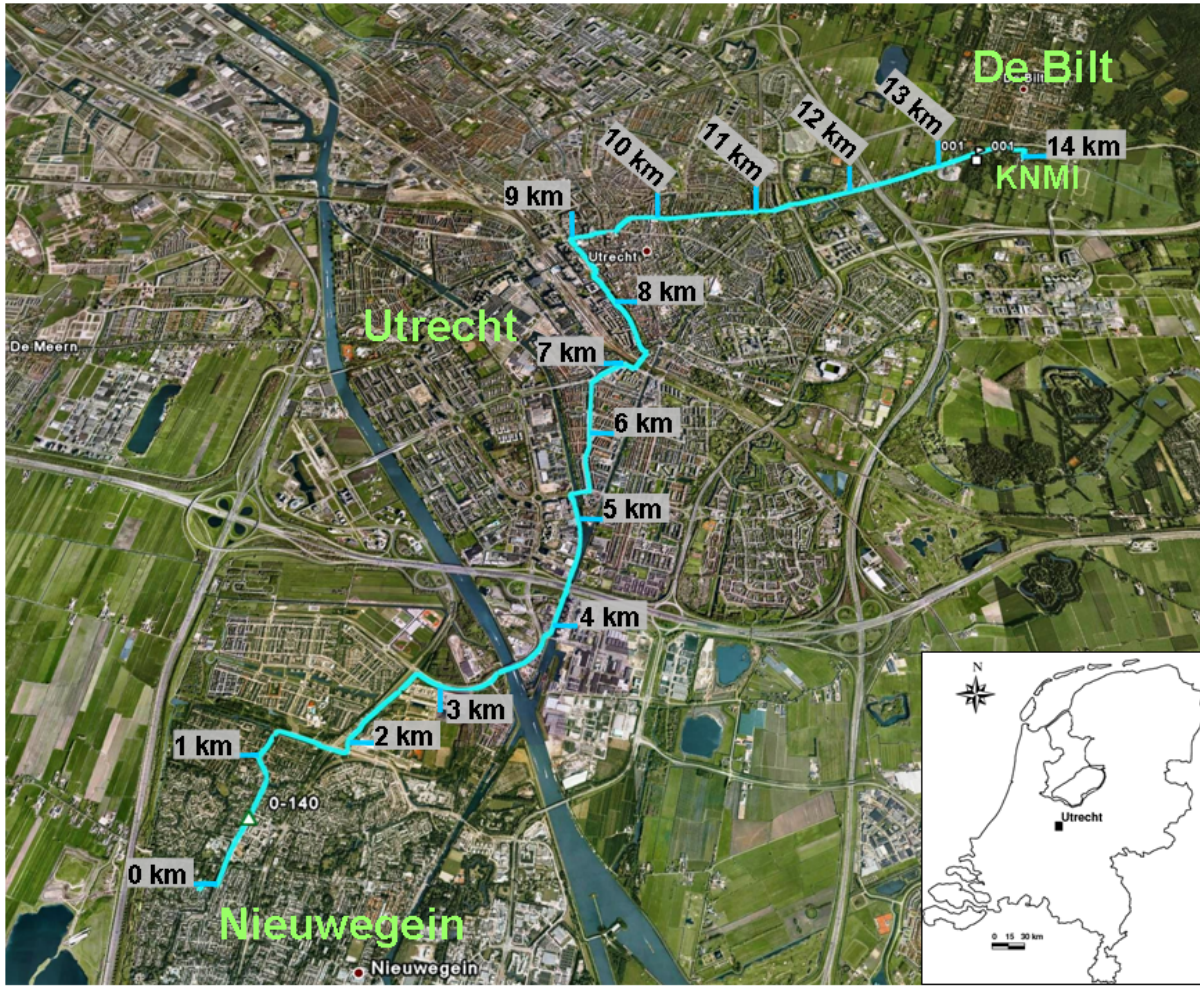 De Bilt
De Bilt
13 km
12 km
11 km
10 km
001
001
14 km
KNMI
9 km
Utrecht
8 km
Utrecht
7 km
De Meern
6 km
5 km
4 km
3 km
2 km
1 km
0-140
0 km
Nieuwegein
Nieuwegein
N
Utrecht
0 15 30 km